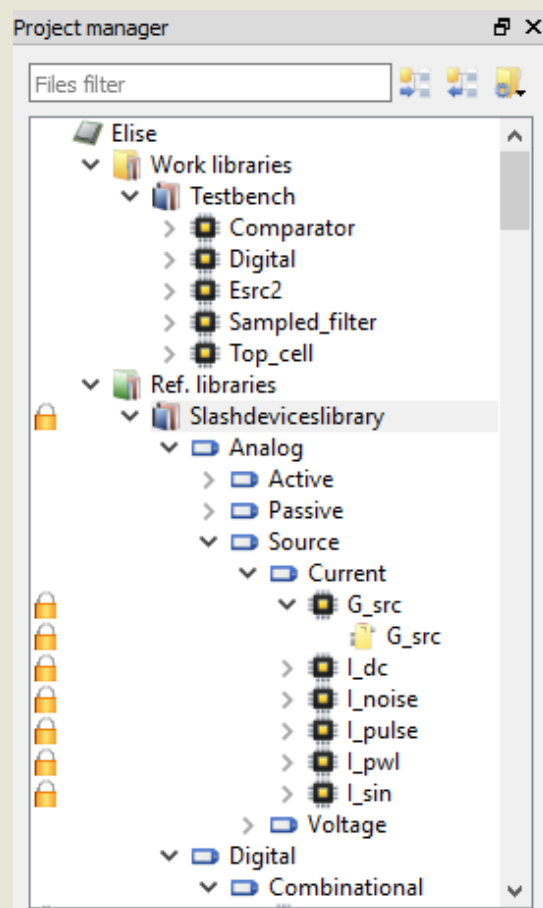 Project manager
Files filter
Elise
Work libraries
Testbench
Comparator
Digital
Esrc2
Sampled_filter
Top_cell
Ref. libraries
Slashdeviceslibrary
Analog
Active
Passive
Source
Current
G_src
G_src
I_dc
I_noise
I_pulse
I_pwl
I_sin
Voltage
Digital
Combinational